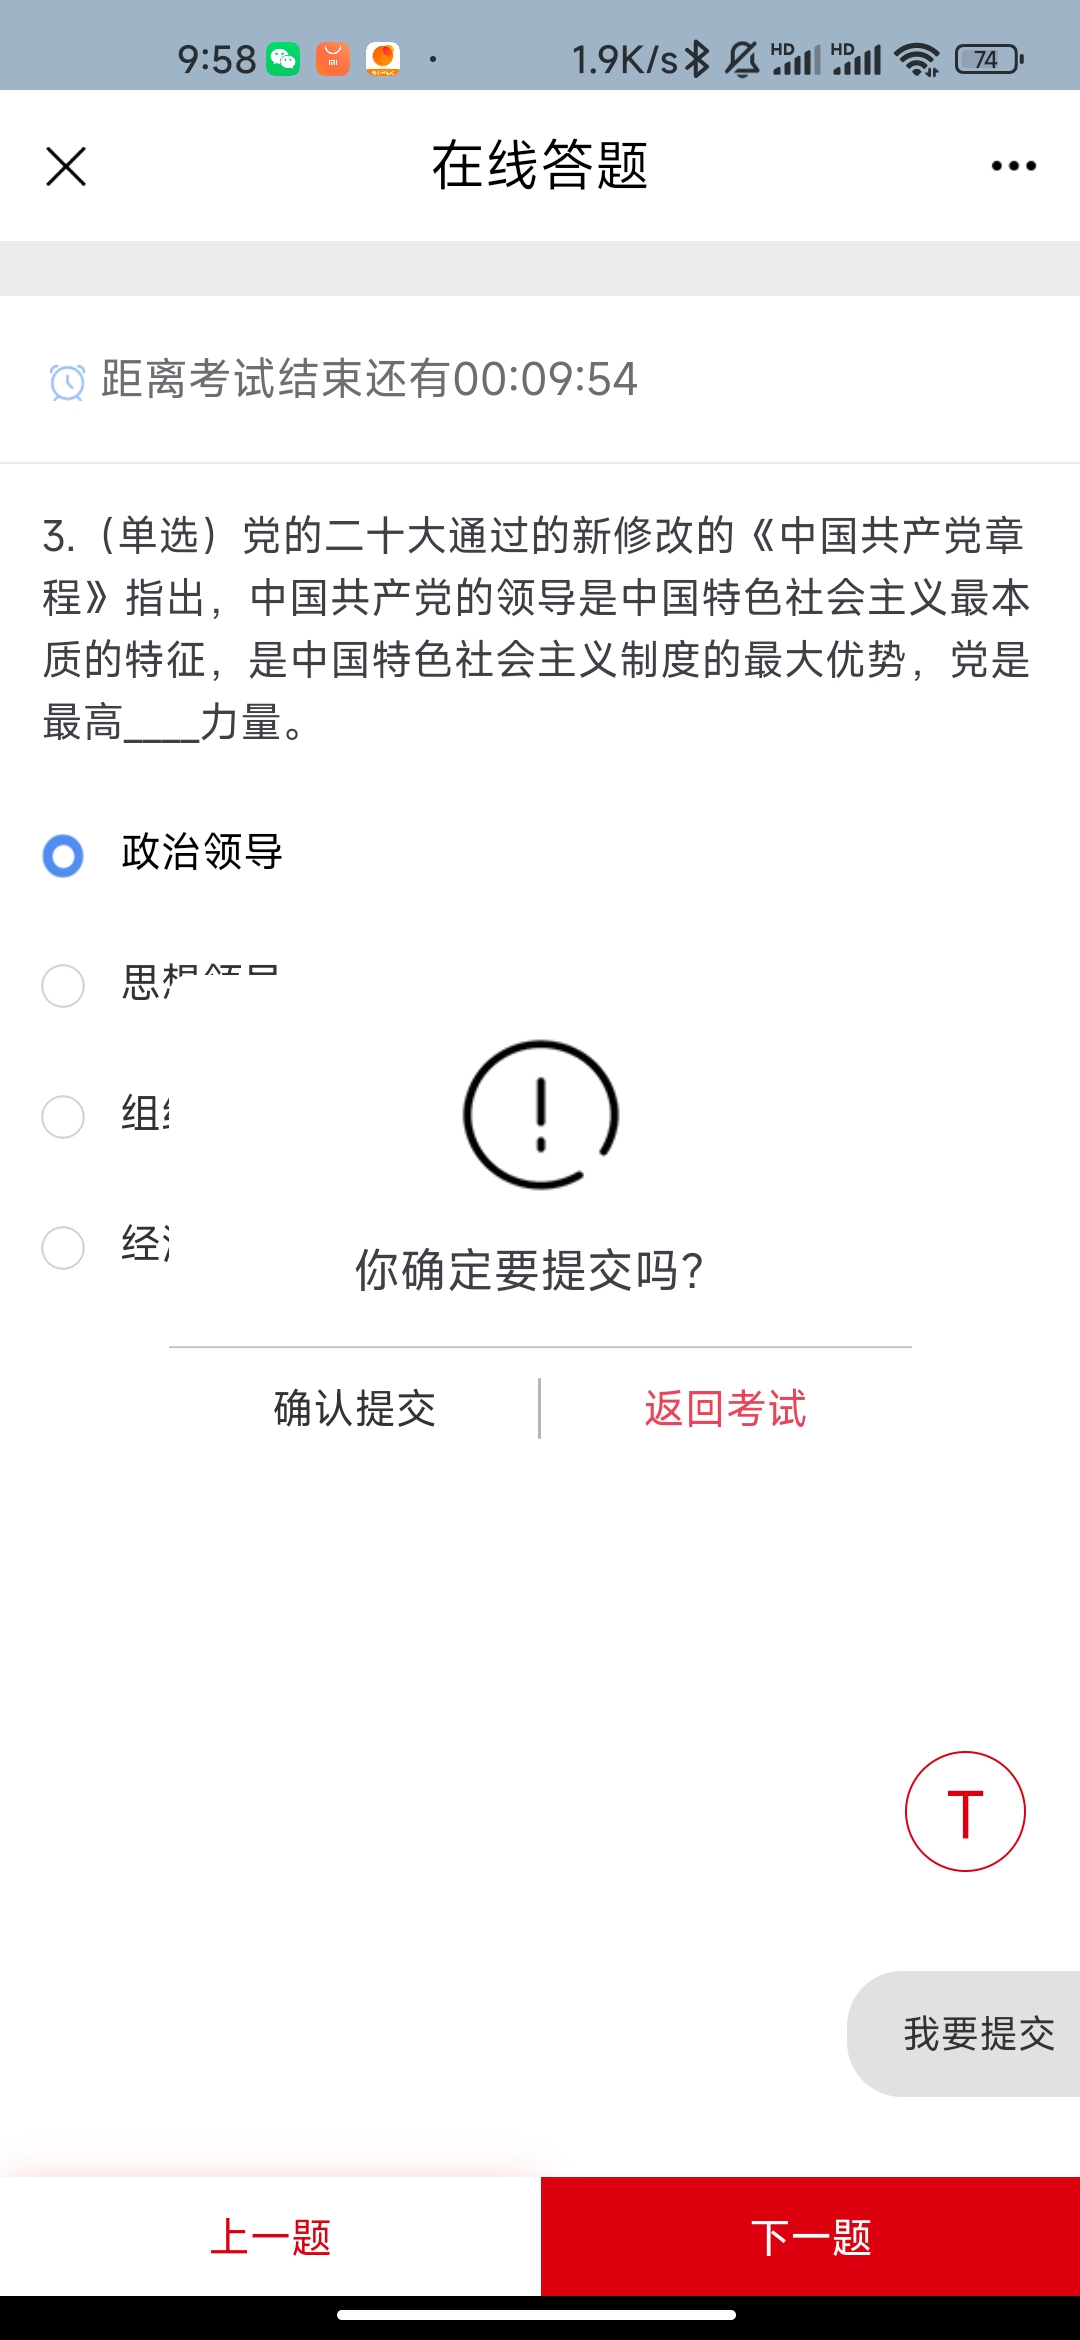 9:58
1.9K/s
HD
HD
74
在线答题
距离考试结束还有00:09:54
3.（单选）党的二十大通过的新修改的《中国共产党章
程》指出，中国共产党的领导是中国特色社会主义最本
质的特征，是中国特色社会主义制度的最大优势，党是
最高____力量。
政治领导
思想领导
组
经
你确定要提交吗？
确认提交
返回考试
T
我要提交
上一题
下一题